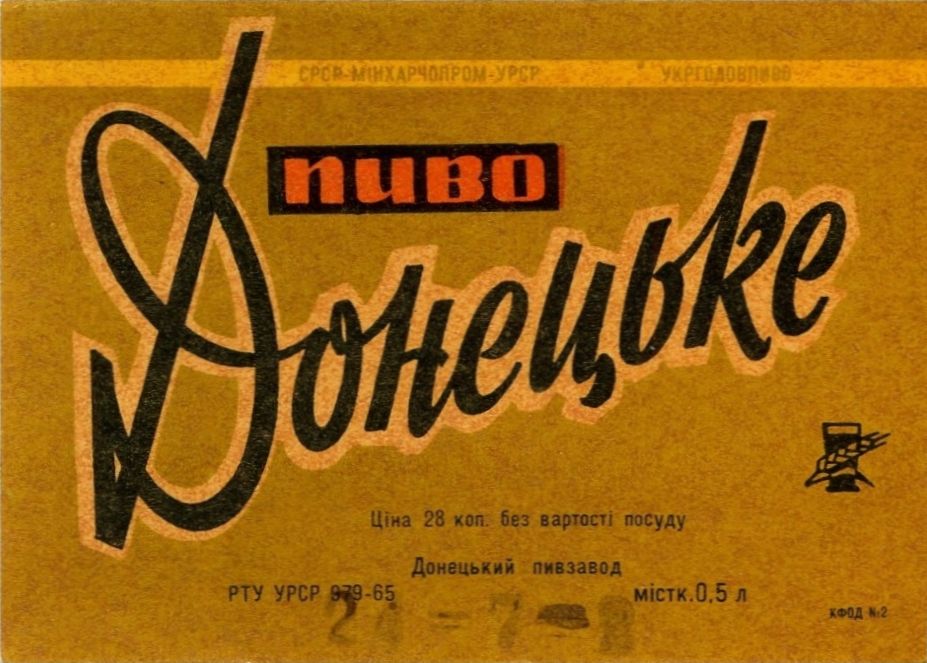 СРСР-МІНХАРЧОПРОМ-УРСР УКРГОЛОВПИВО
пиво
Донецьке
Ціна 28 коп. без вартості посуду
Донецький пивзавод
РТУ УРСР 979-65 містк.0,5 л
КФОД №2